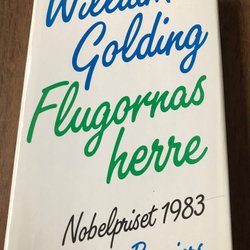 William
Golding
Flugornas
herre
Nobelpriset 1983